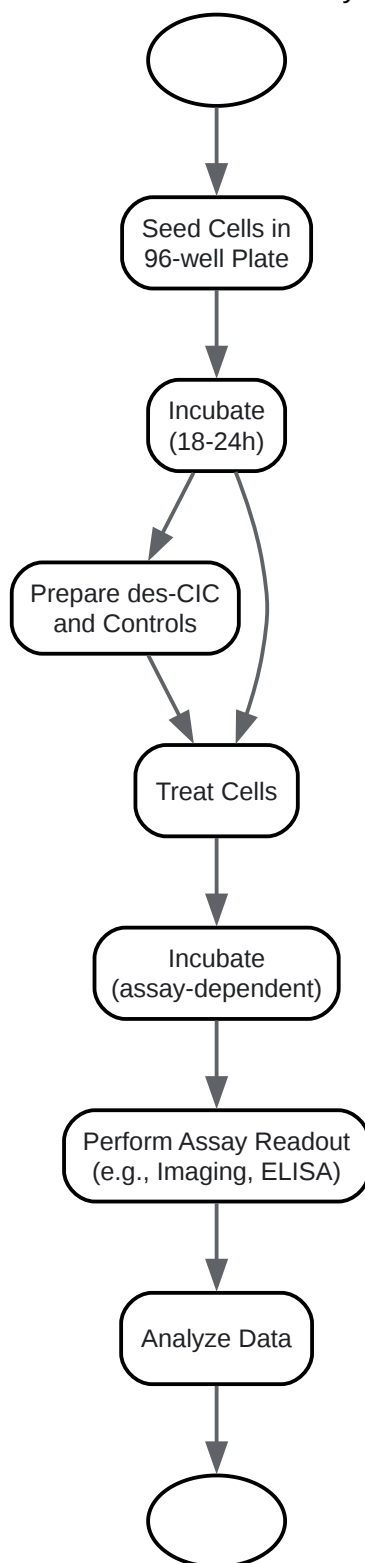 Seed Cells in
96-well Plate
Incubate
(18-24h)
Prepare des-CIC
and Controls
Treat Cells
Incubate
(assay-dependent)
Perform Assay Readout
(e.g., Imaging, ELISA)
Analyze Data